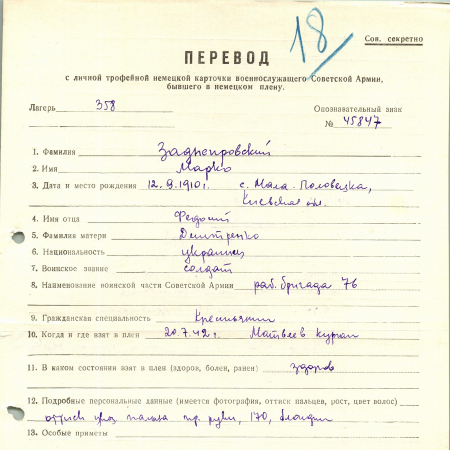 18/
Сов. секретно
ПЕРЕВОД
с личной трофейной немецкой карточки военнослужащего Советской Армии,
бывшего в немецком плену.
Лагерь 358
Опознавательный знак
№ 45847
1. Фамилия Заднепровский
2. Имя Марко
3. Дата и место рождения 12.9.1910 г. с. Мала-Половецка,
Киевская обл.
4. Имя отца Федосий
5. Фамилия матери Дмитренко
6. Национальность украинец
7. Воинское звание солдат
8. Наименование воинской части Советской Армии раб. бригада 76
9. Гражданская специальность Крестьянин
10. Когда и где взят в плен 20.7.42 г. Матвеев курган
11. В каком состоянии взят в плен (здоров, болен, ранен) здоров
12. Подробные персональные данные (имеется фотография, оттиск пальцев, рост, цвет волос)
оттиск указ. пальца пр. руки, 170, блондин
13. Особые приметы